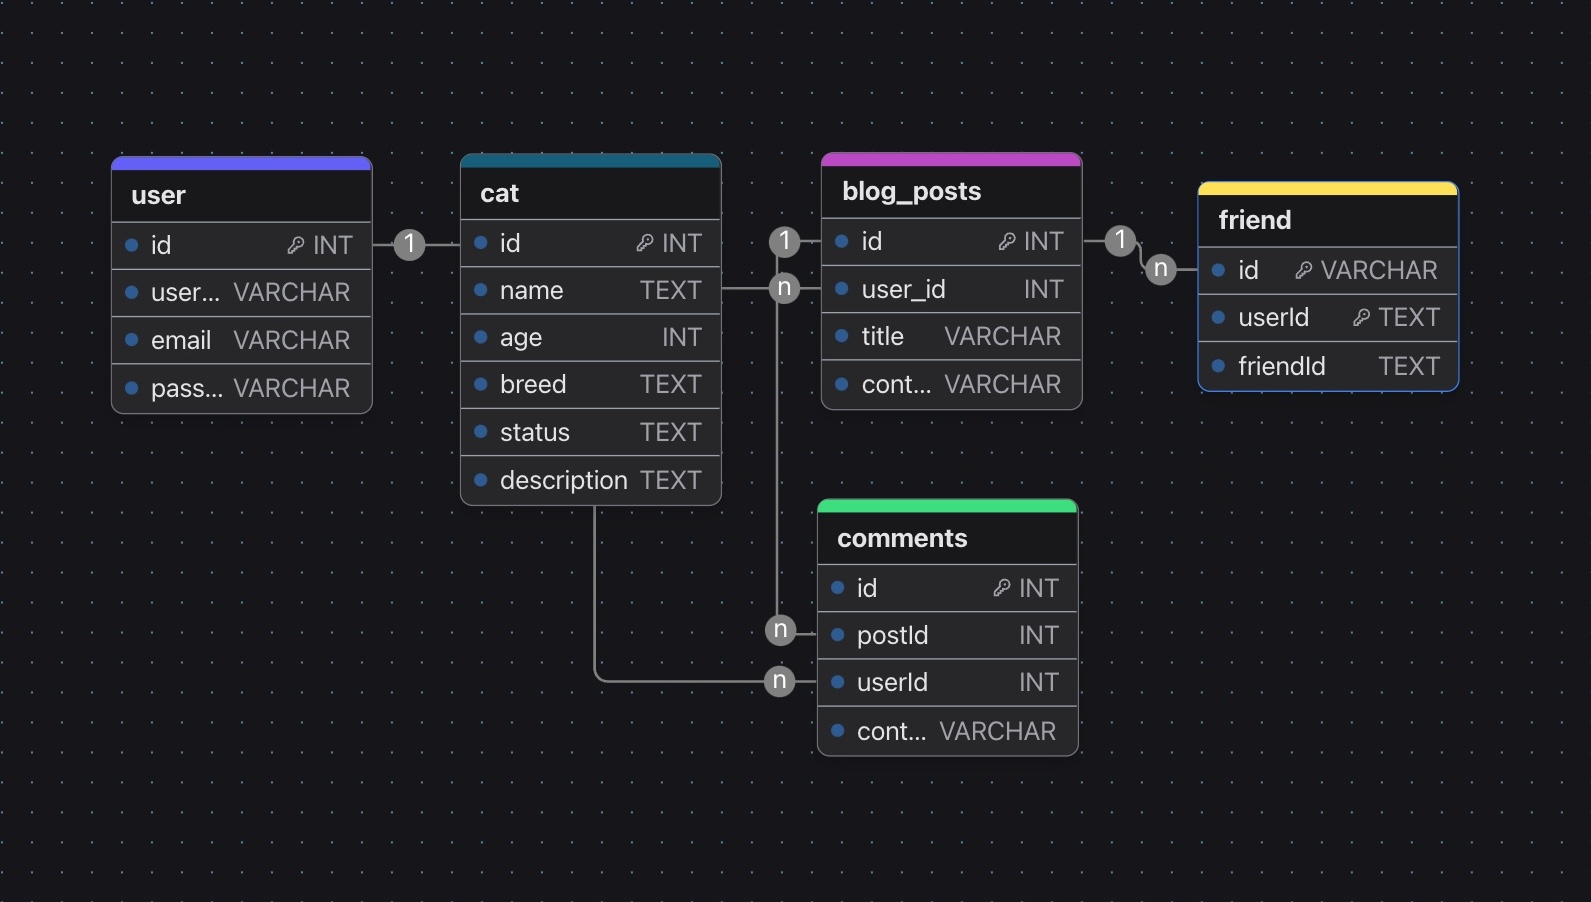 user
id INT
user... VARCHAR
email VARCHAR
pass... VARCHAR
1
cat
id INT
name TEXT
age INT
breed TEXT
status TEXT
description TEXT
1
n
n
n
blog_posts
id INT
user_id INT
title VARCHAR
cont... VARCHAR
comments
id INT
postId INT
userId INT
cont... VARCHAR
1
n
friend
id VARCHAR
userId TEXT
friendId TEXT